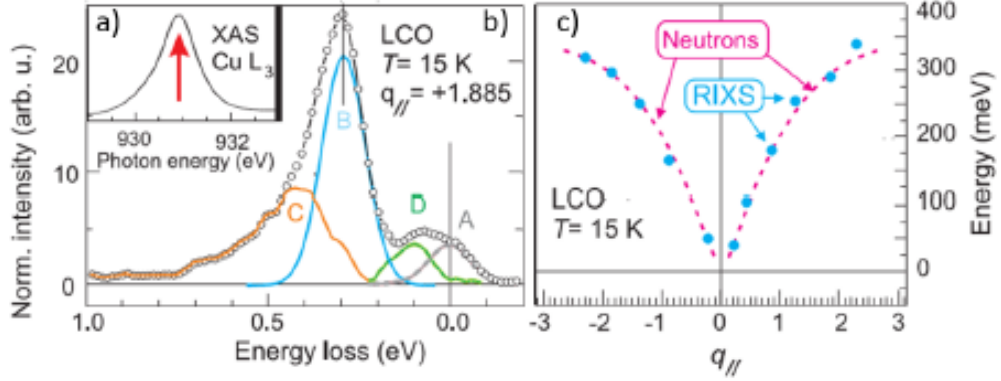 a)
XAS
Cu L3
930
932
Photon energy (eV)
b)
LCO
T= 15 K
q// = +1.885
B
C
D
A
Norm. intensity (arb. u.)
20
10
0
1.0
0.5
0.0
Energy loss (eV)
c)
Neutrons
RIXS
LCO
T= 15 K
400
300
200
100
0
Energy (meV)
-3
-2
-1
0
1
2
3
q//